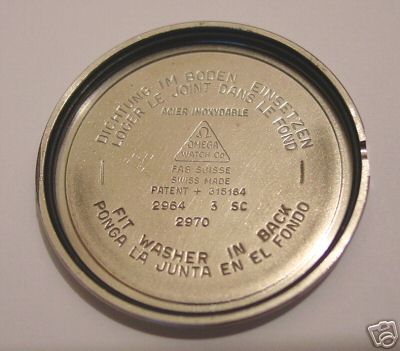 DICHTUNG IM BODEN EINSETZEN
LOGER LE JOINT DANS LE FOND
ACIER INOXYDABLE
Ω
OMEGA
WATCH Co
FAB. SUISSE
SWISS MADE
PATENT + 315164
2964 3 SC
2970
FIT WASHER IN BACK
PONGA LA JUNTA EN EL FONDO